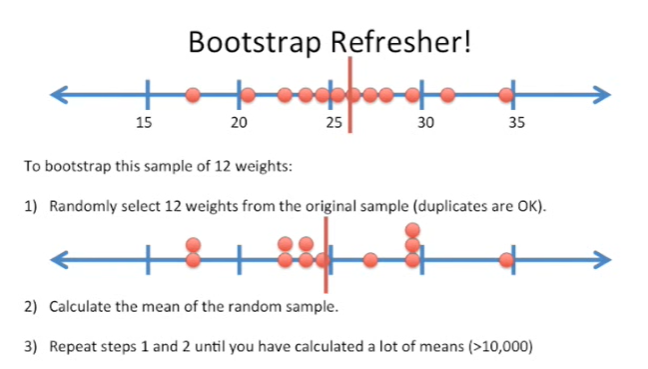 Bootstrap Refresher!
15 20 25 30 35
To bootstrap this sample of 12 weights:
1) Randomly select 12 weights from the original sample (duplicates are OK).
2) Calculate the mean of the random sample.
3) Repeat steps 1 and 2 until you have calculated a lot of means (>10,000)